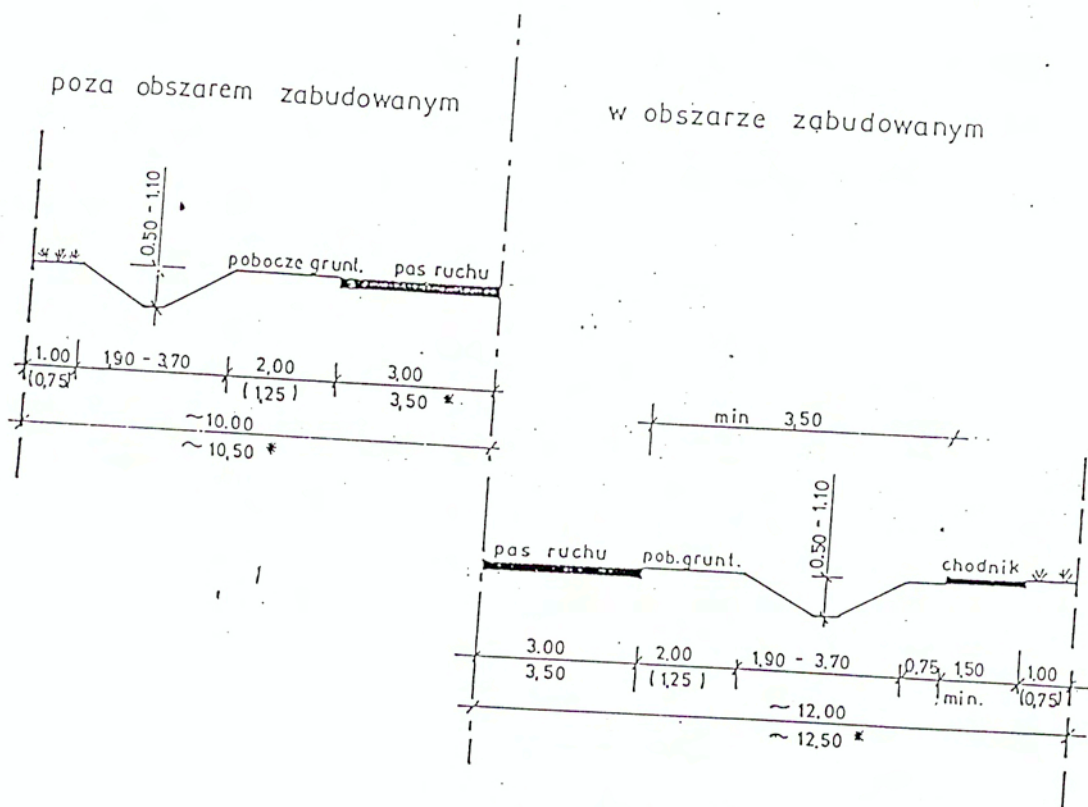 poza obszarem zabudowanym
w obszarze zabudowanym
0.50 - 1.10
pobocze grunt. pas ruchu
1.00 1,90 - 3,70 2,00 3,00
(0,75) (1,25) 3,50 *
~10.00
~10,50 *
min 3,50
0.50 - 1.10
pas ruchu pob. grunt. chodnik
3.00 2.00 1,90 - 3,70 0,75 1,50 1,00
3,50 (1,25) min. (0,75)
~ 12,00
~ 12,50 *